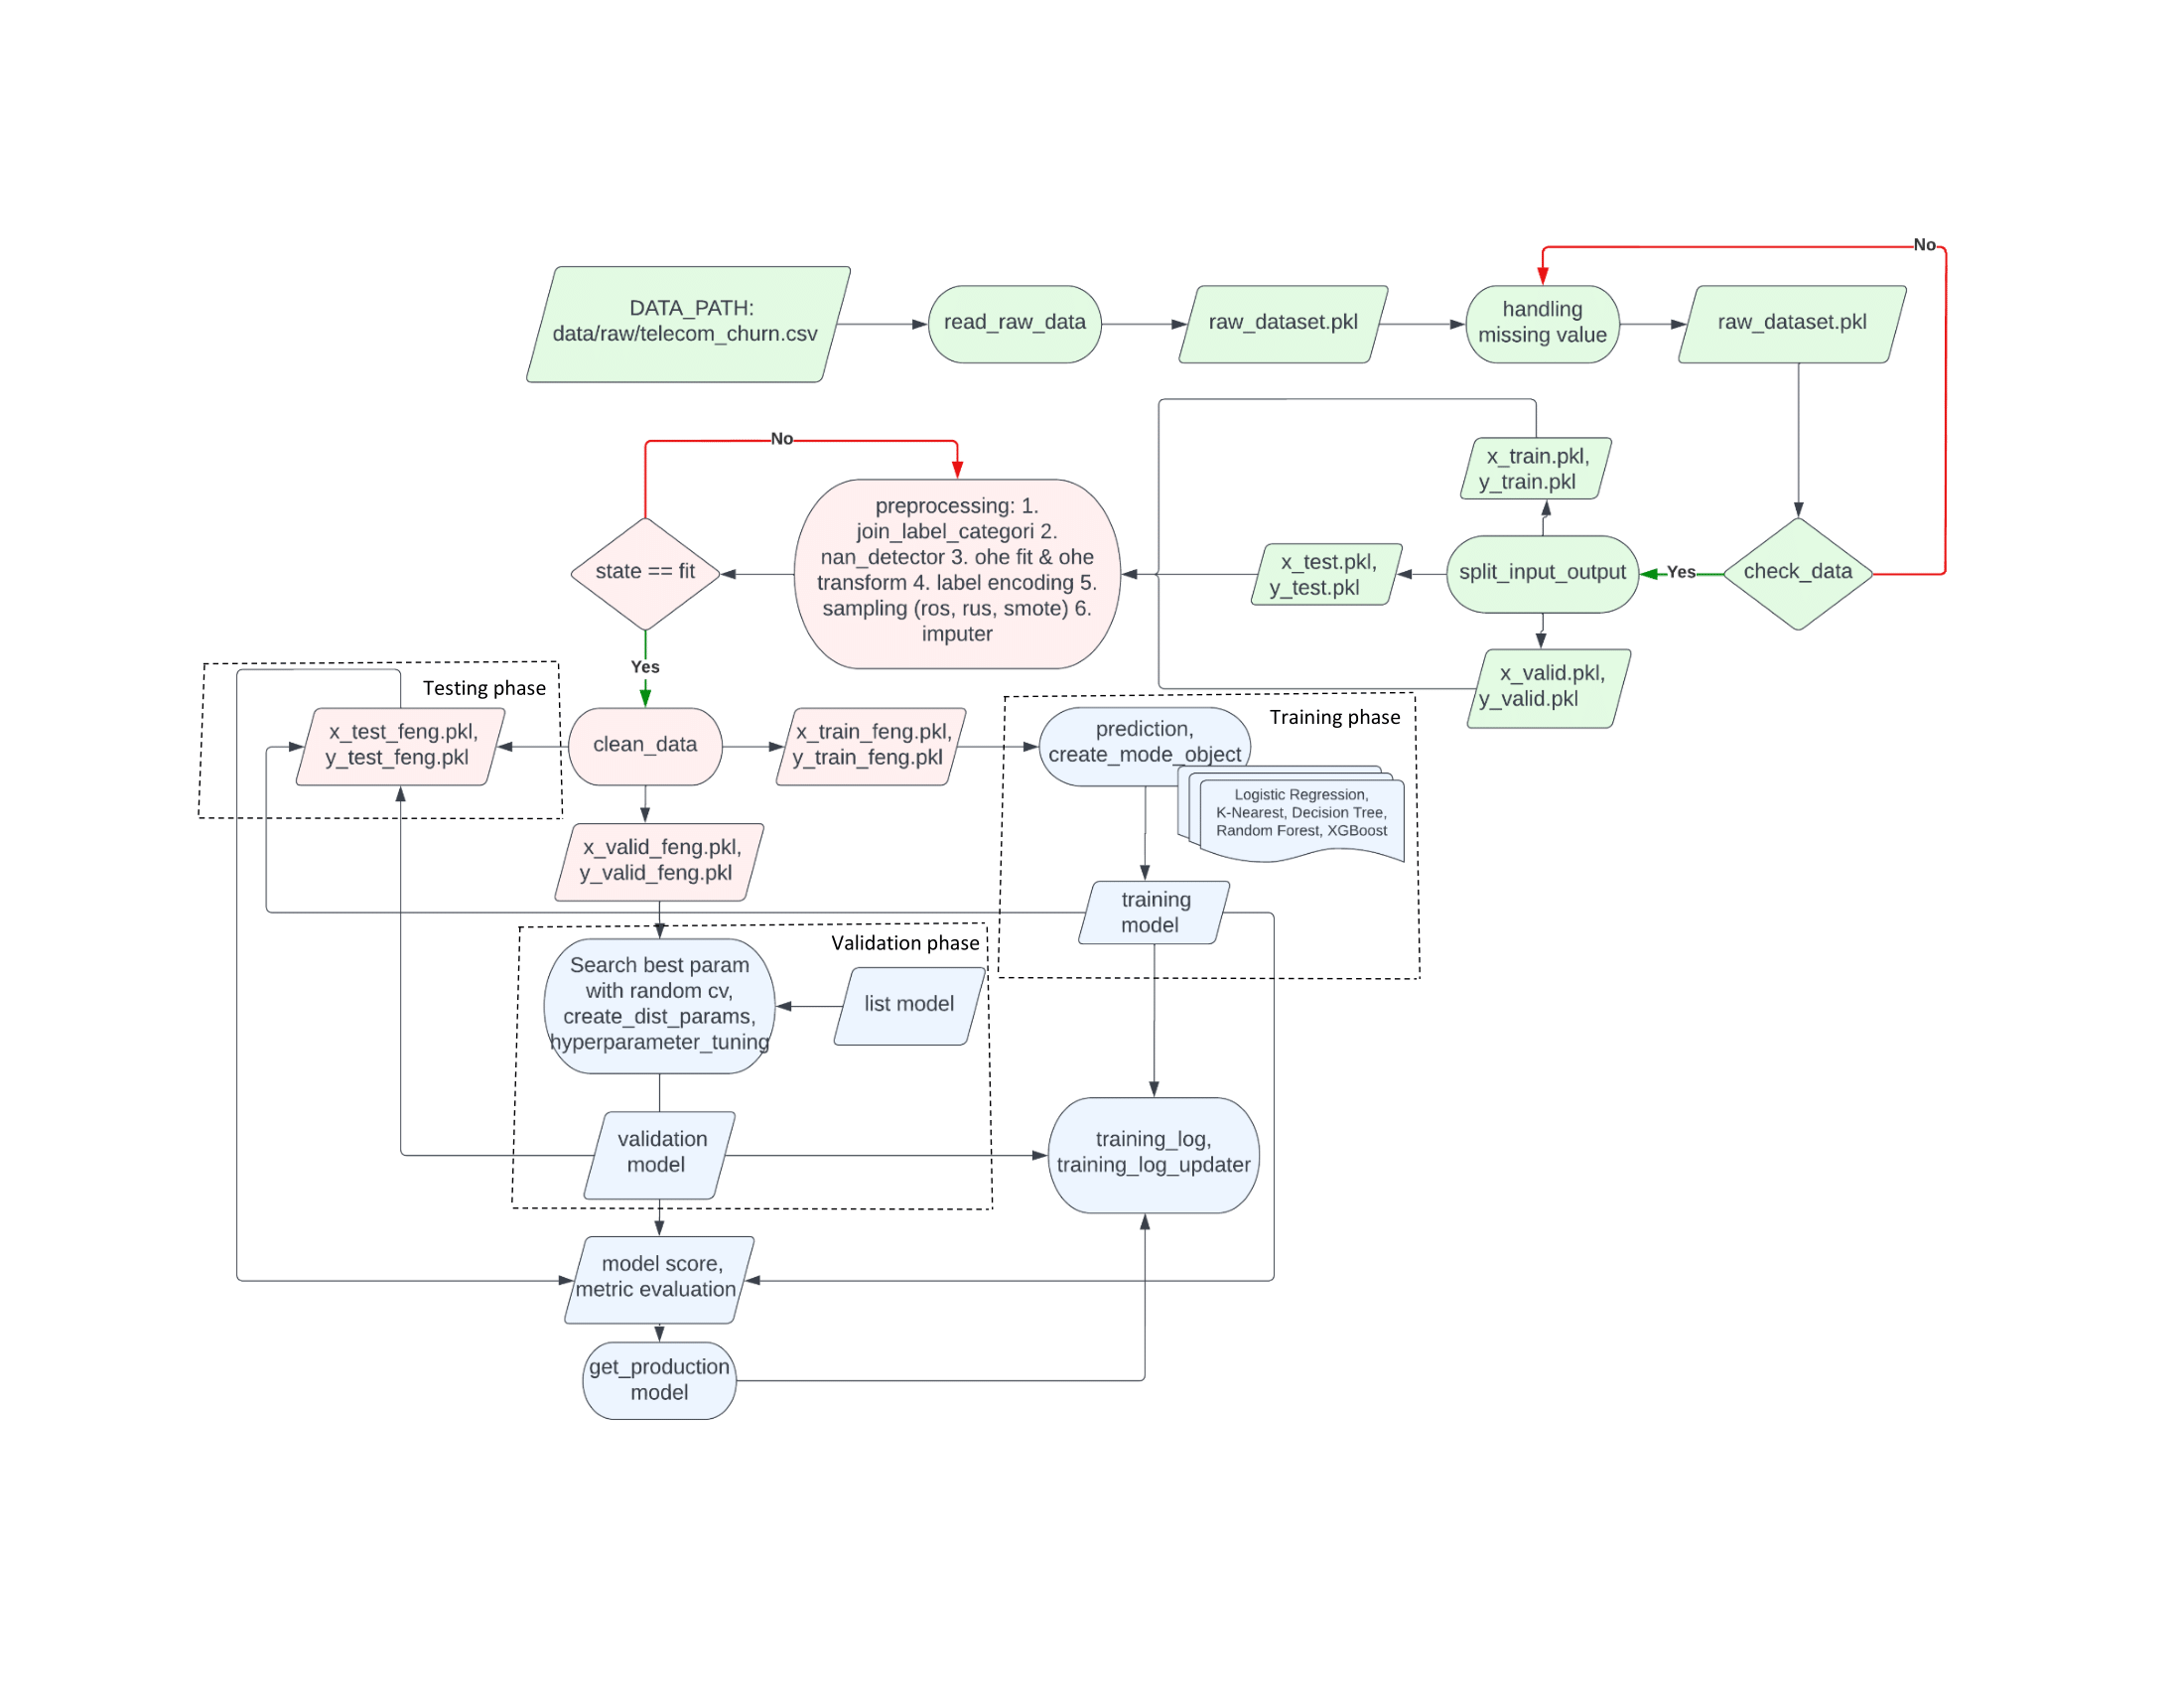 No
DATA_PATH:
data/raw/telecom_churn.csv
read_raw_data
raw_dataset.pkl
handling
missing value
raw_dataset.pkl
No
x_train.pkl,
y_train.pkl
preprocessing: 1.
join_label_categori 2.
nan_detector 3. ohe fit & ohe
transform 4. label encoding 5.
sampling (ros, rus, smote) 6.
imputer
state == fit
x_test.pkl,
y_test.pkl
split_input_output
Yes
check_data
Yes
x_valid.pkl,
y_valid.pkl
Testing phase
x_test_feng.pkl,
y_test_feng.pkl
clean_data
x_train_feng.pkl,
y_train_feng.pkl
Training phase
prediction,
create_mode_object
Logistic Regression,
K-Nearest, Decision Tree,
Random Forest, XGBoost
x_valid_feng.pkl,
y_valid_feng.pkl
training
model
Validation phase
Search best param
with random cv,
create_dist_params,
hyperparameter_tuning
list model
validation
model
training_log,
training_log_updater
model score,
metric evaluation
get_production
model